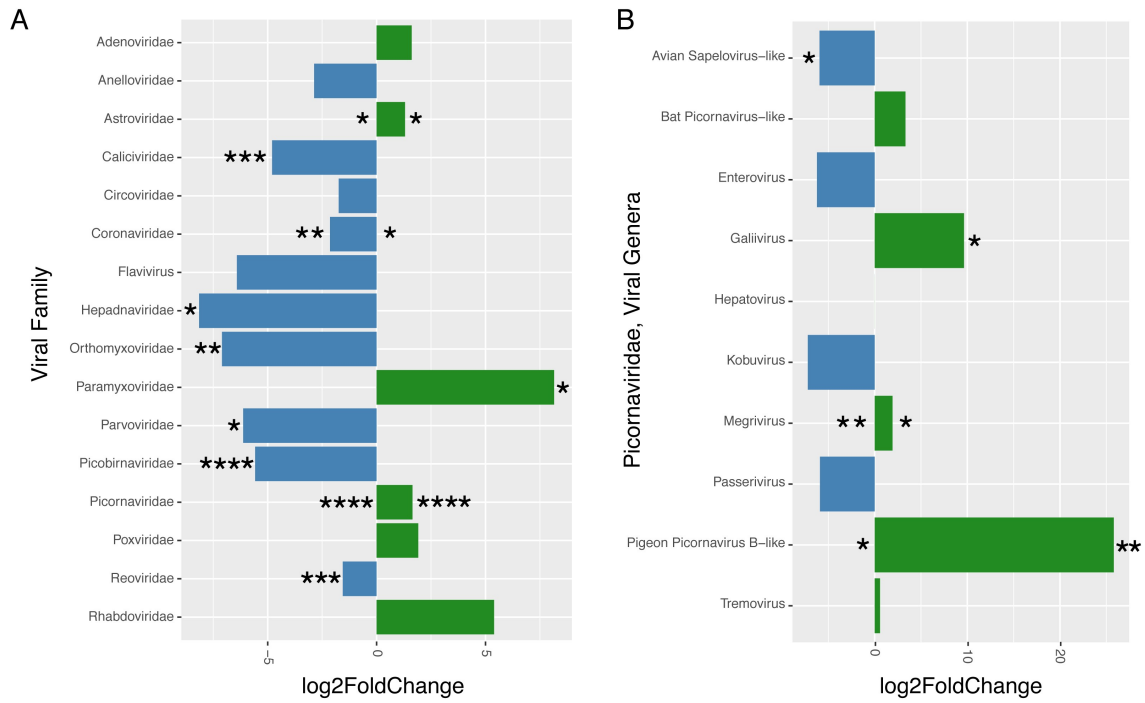 A
Viral Family
Adenoviridae
Anelloviridae
Astroviridae * *
Caliciviridae ***
Circoviridae
Coronaviridae ** *
Flavivirus
Hepadnaviridae *
Orthomyxoviridae **
Paramyxoviridae *
Parvoviridae *
Picobirnaviridae ****
Picornaviridae **** ****
Poxviridae
Reoviridae ***
Rhabdoviridae
−5 0 5
log2FoldChange
B
Picornaviridae, Viral Genera
Avian Sapelovirus−like *
Bat Picornavirus−like
Enterovirus
Galiivirus *
Hepatovirus
Kobuvirus
Megrivirus ** *
Passerivirus
Pigeon Picornavirus B−like * **
Tremovirus
0 10 20
log2FoldChange